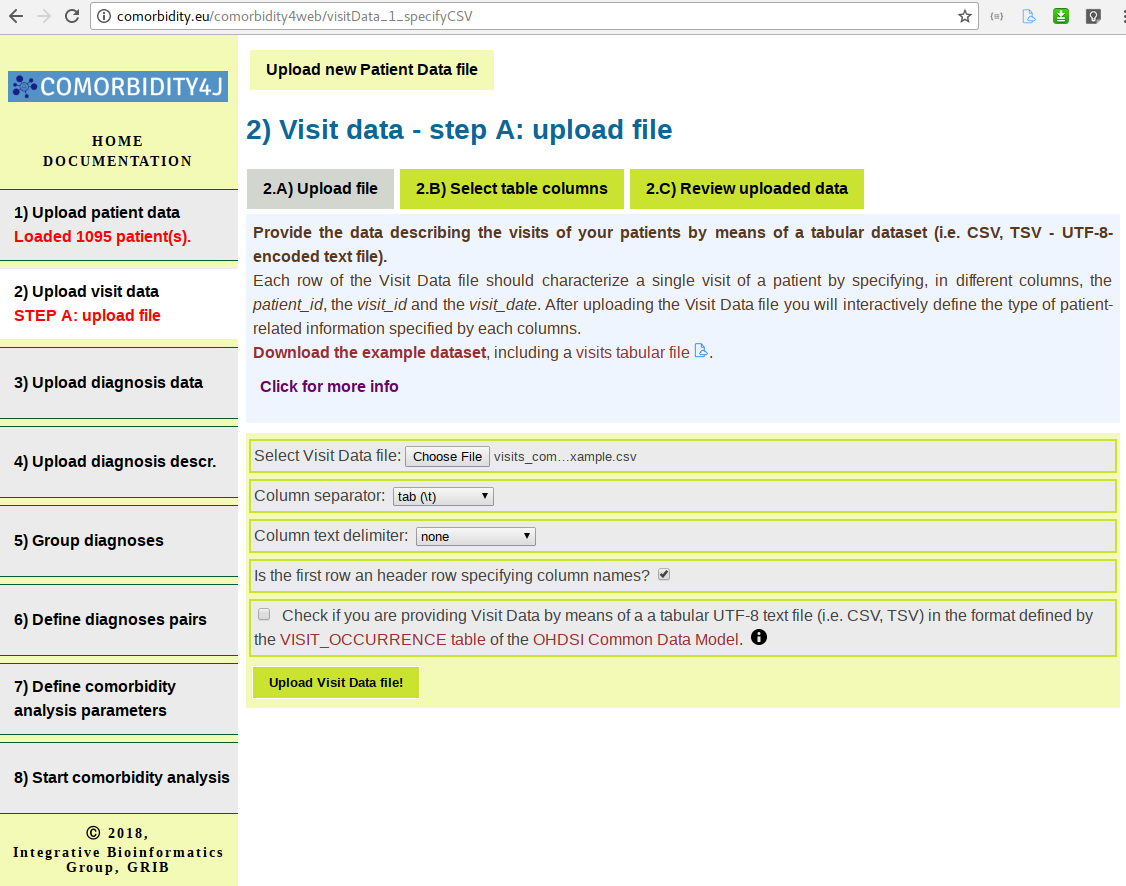 comorbidity.eu/comorbidity4web/visitData_1_specifyCSV
COMORBIDITY4J
HOME
DOCUMENTATION
1) Upload patient data
Loaded 1095 patient(s).
2) Upload visit data
STEP A: upload file
3) Upload diagnosis data
4) Upload diagnosis descr.
5) Group diagnoses
6) Define diagnoses pairs
7) Define comorbidity
analysis parameters
8) Start comorbidity analysis
© 2018,
Integrative Bioinformatics
Group, GRIB
Upload new Patient Data file
2) Visit data - step A: upload file
2.A) Upload file
2.B) Select table columns
2.C) Review uploaded data
Provide the data describing the visits of your patients by means of a tabular dataset (i.e. CSV, TSV - UTF-8-
encoded text file).
Each row of the Visit Data file should characterize a single visit of a patient by specifying, in different columns, the
patient_id, the visit_id and the visit_date. After uploading the Visit Data file you will interactively define the type of patient-
related information specified by each columns.
Download the example dataset, including a visits tabular file.
Click for more info
Select Visit Data file: Choose File visits_com...xample.csv
Column separator: tab (\t)
Column text delimiter: none
Is the first row an header row specifying column names?
Check if you are providing Visit Data by means of a a tabular UTF-8 text file (i.e. CSV, TSV) in the format defined by
the VISIT_OCCURRENCE table of the OHDSI Common Data Model.
Upload Visit Data file!